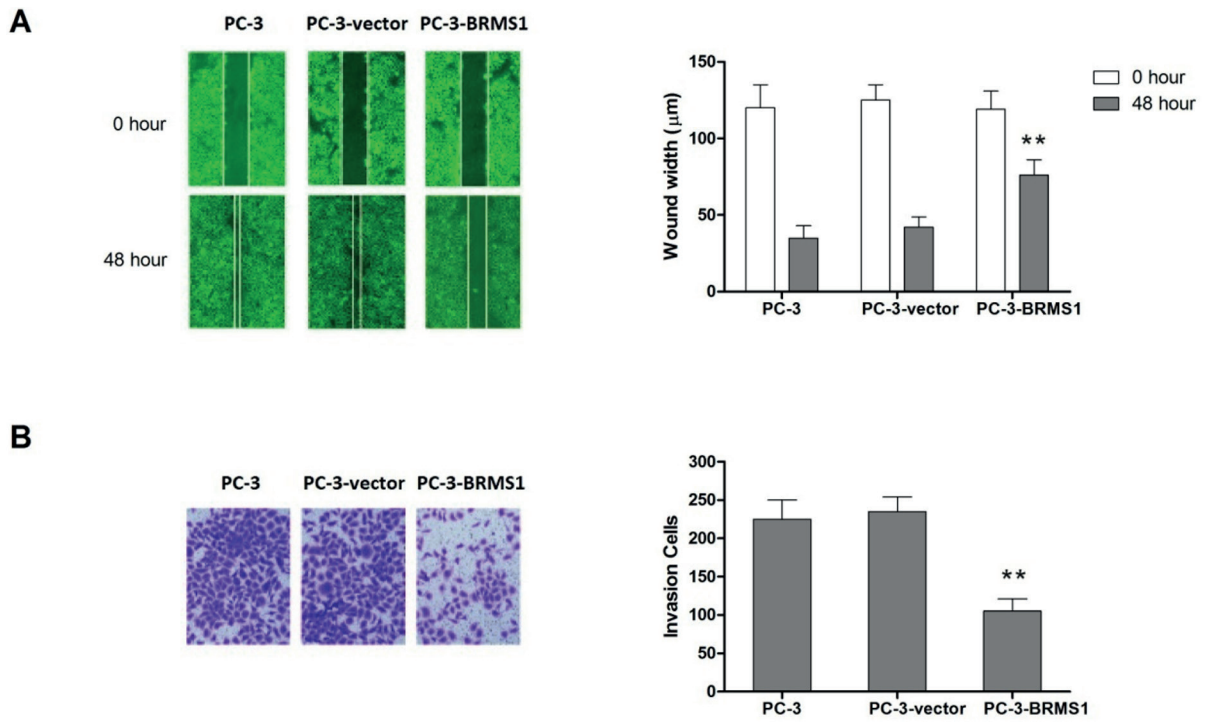 A
PC-3 PC-3-vector PC-3-BRMS1
0 hour
48 hour
Wound width (μm)
150
100
50
0
**
0 hour
48 hour
PC-3 PC-3-vector PC-3-BRMS1
B
PC-3 PC-3-vector PC-3-BRMS1
Invasion Cells
300
250
200
150
100
50
0
**
PC-3 PC-3-vector PC-3-BRMS1